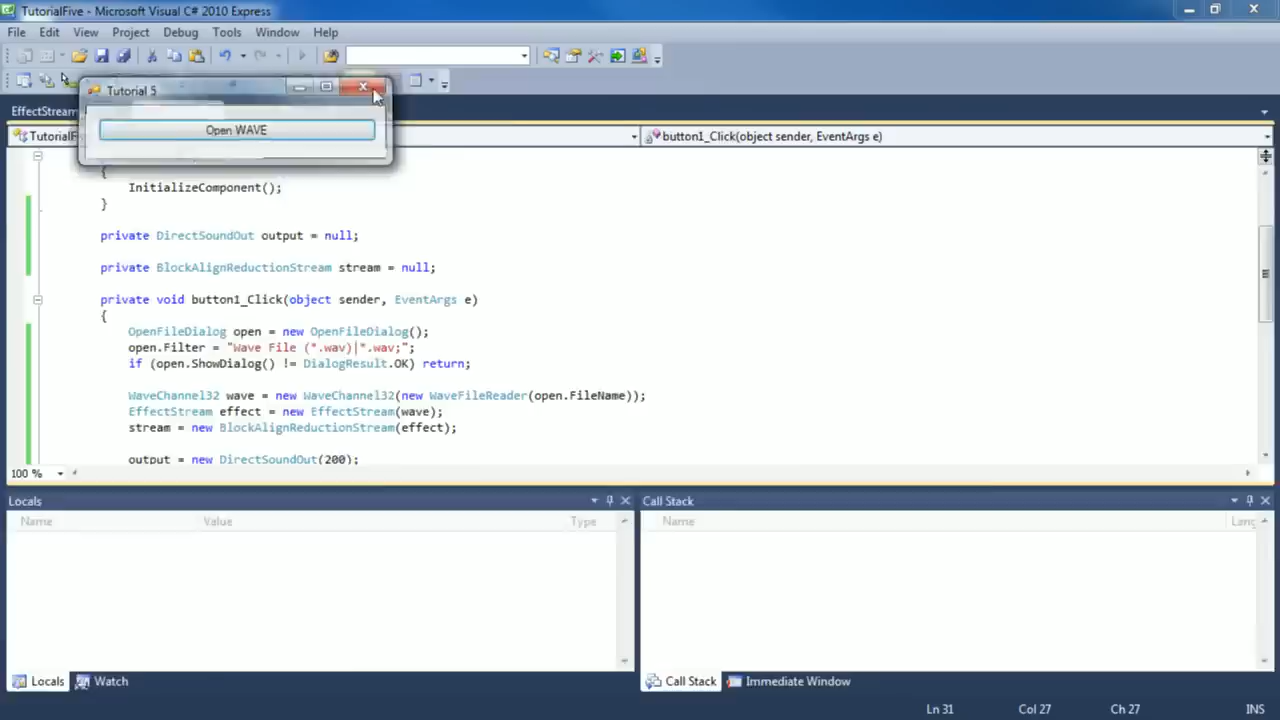 TutorialFive - Microsoft Visual C# 2010 Express
File Edit View Project Debug Tools Window Help
Tutorial 5
EffectStream
Open WAVE
button1_Click(object sender, EventArgs e)
{
InitializeComponent();
}
private DirectSoundOut output = null;
private BlockAlignReductionStream stream = null;
private void button1_Click(object sender, EventArgs e)
{
OpenFileDialog open = new OpenFileDialog();
open.Filter = "Wave File (*.wav)|*.wav;";
if (open.ShowDialog() != DialogResult.OK) return;
WaveChannel32 wave = new WaveChannel32(new WaveFileReader(open.FileName));
EffectStream effect = new EffectStream(wave);
stream = new BlockAlignReductionStream(effect);
output = new DirectSoundOut(200);
100 %
Locals
Call Stack
Name Value Type
Name Lang
Locals Watch
Call Stack Immediate Window
Ln 31 Col 27 Ch 27 INS